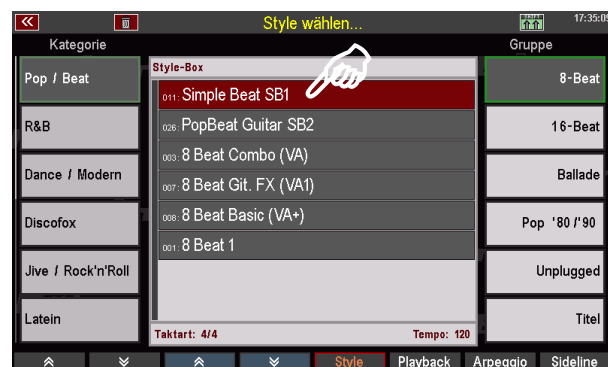 Style wählen...
17:35:0
Kategorie
Gruppe
Pop / Beat
R&B
Dance / Modern
Discofox
Jive / Rock'n'Roll
Latein
Style-Box
011: Simple Beat SB1
026: PopBeat Guitar SB2
003: 8 Beat Combo (VA)
007: 8 Beat Git. FX (VA1)
008: 8 Beat Basic (VA+)
001: 8 Beat 1
Taktart: 4/4 Tempo: 120
8-Beat
16-Beat
Ballade
Pop '80 /'90
Unplugged
Titel
Style Playback Arpeggio Sideline